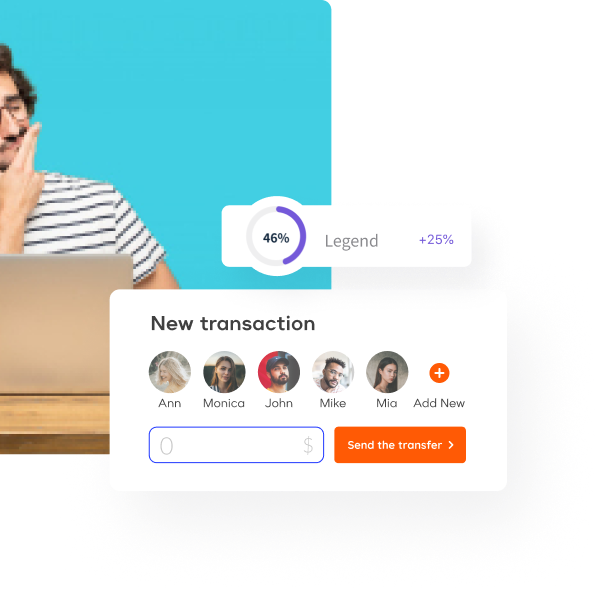 46%
Legend
+25%
New transaction
Ann
Monica
John
Mike
Mia
Add New
0
$
Send the transfer